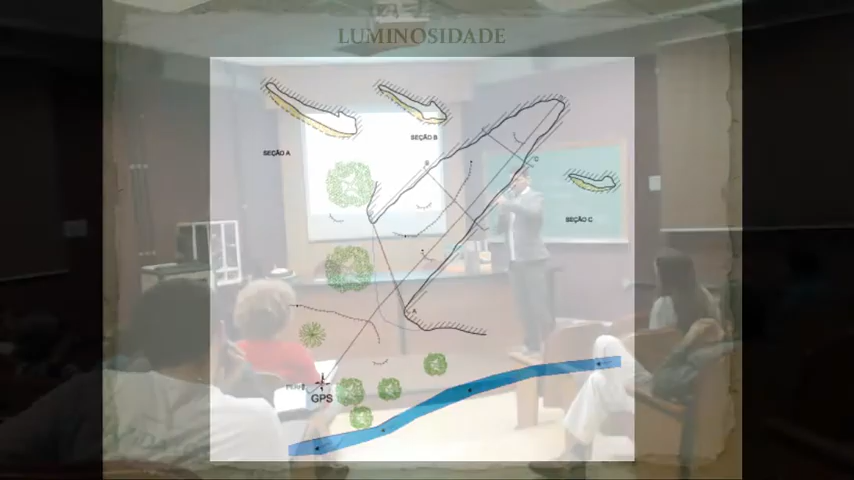 LUMINOSIDADE
SEÇÃO A
SEÇÃO B
SEÇÃO C
B
C
A
GPS